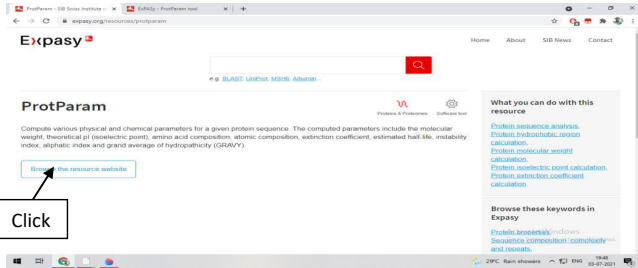 ProtParam - SIB Swiss Institute
ExPASy - ProtParam tool
expasy.org/resources/protparam
Expasy
Home About SIB News Contact
e.g. BLAST, UniProt, MSH6, Albumin...
ProtParam
Proteins & Proteomes Software tool
Compute various physical and chemical parameters for a given protein sequence. The computed parameters include the molecular
weight, theoretical pI (isoelectric point), amino acid composition, atomic composition, extinction coefficient, estimated half-life, instability
index, aliphatic index and grand average of hydropathicity (GRAVY).
Browse the resource website
Click
What you can do with this
resource
Protein sequence analysis,
Protein hydrophobic region
calculation,
Protein molecular weight
calculation,
Protein isoelectric point calculation,
Protein extinction coefficient
calculation
Browse these keywords in
Expasy
Protein properties,
Sequence composition, complexity
and repeats,
29°C Rain showers ENG 19:48
03-07-2021